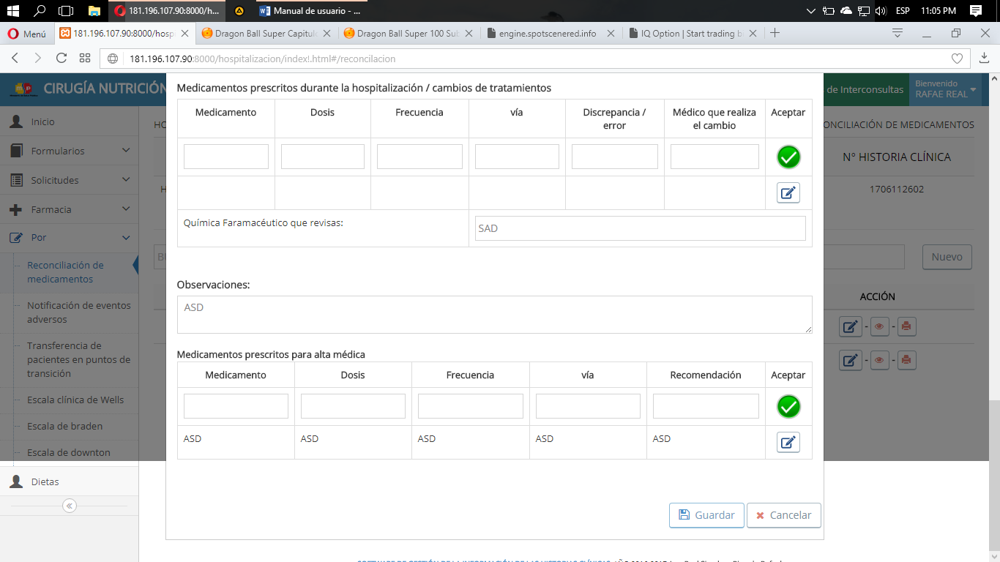 181.196.107.90:8000/h...
Manual de usuario - ...
ESP
11:05 PM
Menú
181.196.107.90:8000/hospi
Dragon Ball Super Capitulo
Dragon Ball Super 100 Sub
engine.spotscenered.info
IQ Option | Start trading b
181.196.107.90:8000/hospitalizacion/index!.html#/reconcilacion
CIRUGÍA NUTRICIÓN
de Interconsultas
Bienvenido
RAFAE REAL
Inicio
Formularios
Solicitudes
Farmacia
Por
Reconciliación de
medicamentos
Notificación de eventos
adversos
Transferencia de
pacientes en puntos de
transición
Escala clínica de Wells
Escala de braden
Escala de downton
Dietas
HO
ONCILIACIÓN DE MEDICAMENTOS
N° HISTORIA CLÍNICA
H
1706112602
BU
Nuevo
ACCIÓN
- -
- -
Medicamentos prescritos durante la hospitalización / cambios de tratamientos
Medicamento Dosis Frecuencia vía Discrepancia / Médico que realiza Aceptar
error el cambio
Química Faramacéutico que revisas: SAD
Observaciones:
ASD
Medicamentos prescritos para alta médica
Medicamento Dosis Frecuencia vía Recomendación Aceptar
ASD ASD ASD ASD ASD
Guardar Cancelar